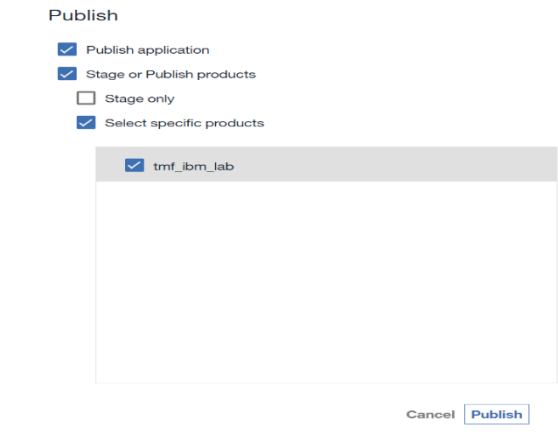 Publish
Publish application
Stage or Publish products
Stage only
Select specific products
tmf_ibm_lab
Cancel Publish